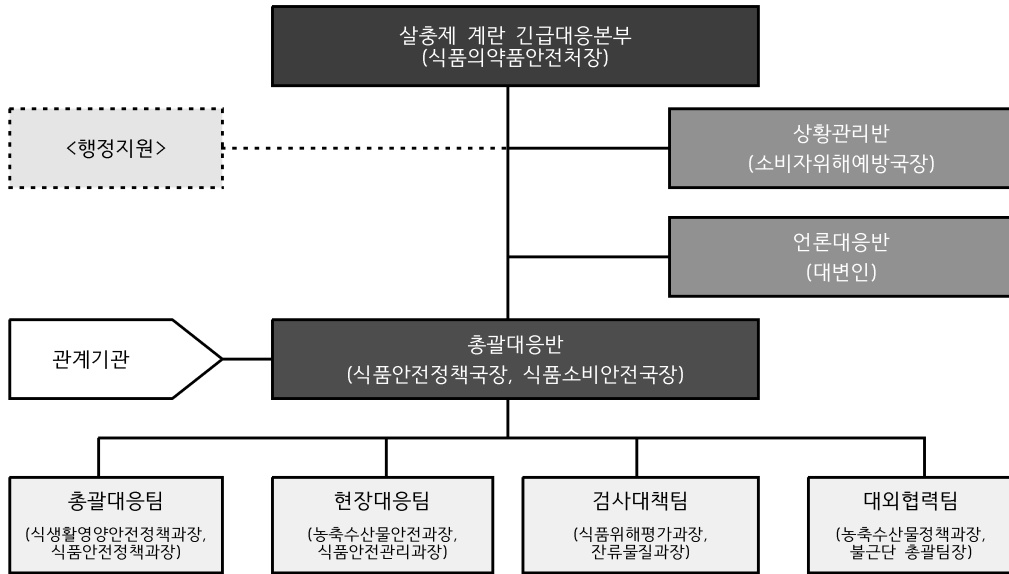 살충제 계란 긴급대응본부
(식품의약품안전처장)
<행정지원>
상황관리반
(소비자위해예방국장)
언론대응반
(대변인)
관계기관
총괄대응반
(식품안전정책국장, 식품소비안전국장)
총괄대응팀
(식생활영양안전정책과장,
식품안전정책과장)
현장대응팀
(농축수산물안전과장,
식품안전관리과장)
검사대책팀
(식품위해평가과장,
잔류물질과장)
대외협력팀
(농축수산물정책과장,
불근단 총괄팀장)